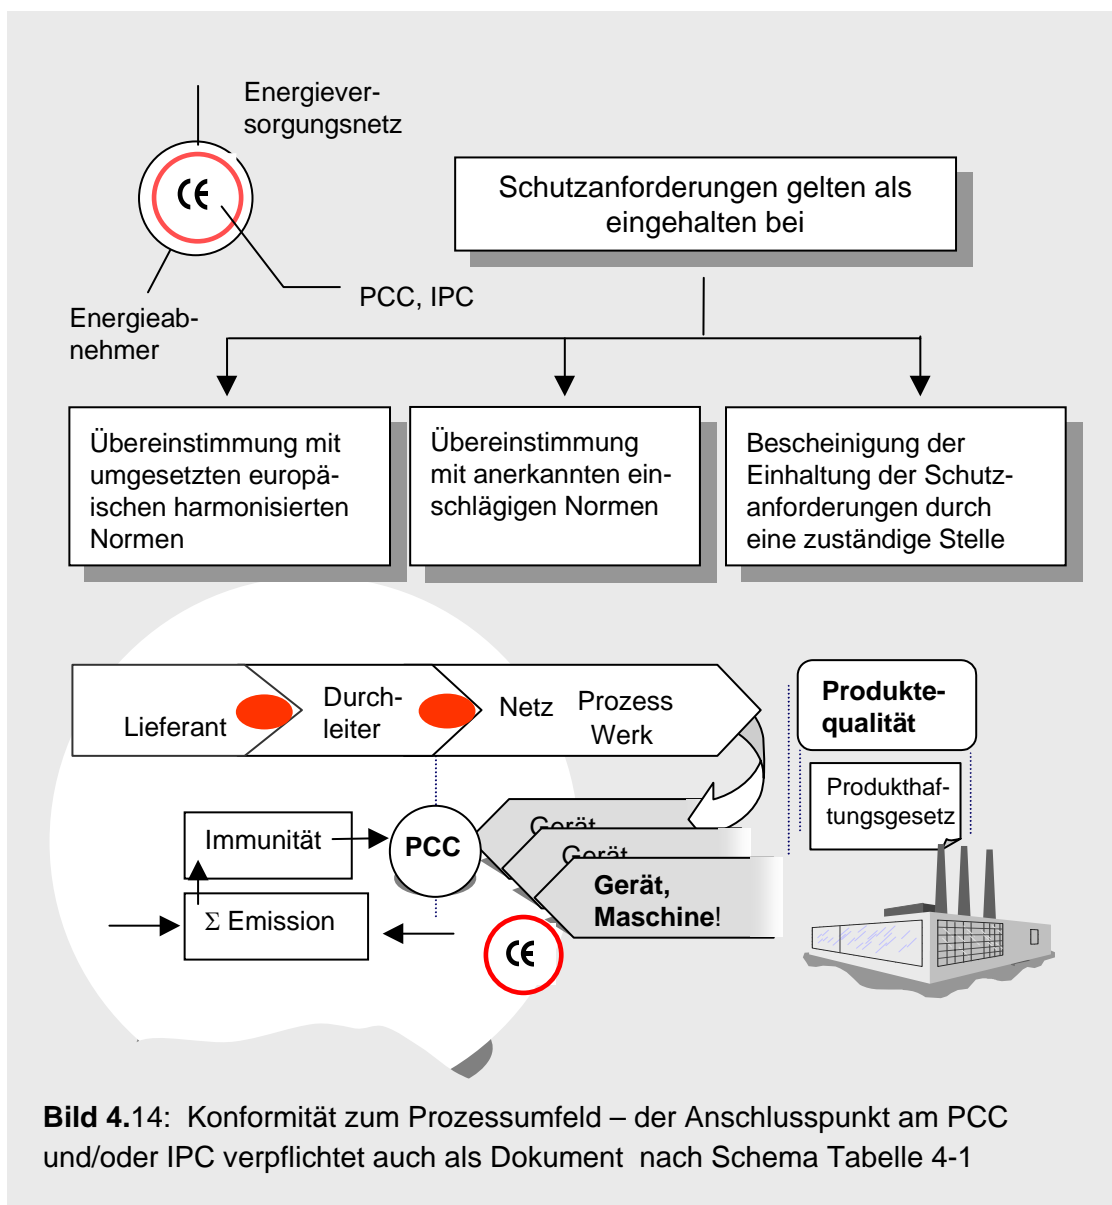 Energiever-
sorgungsnetz
CE
Schutzanforderungen gelten als
eingehalten bei
PCC, IPC
Energieab-
nehmer
Übereinstimmung mit
umgesetzten europä-
ischen harmonisierten
Normen
Übereinstimmung
mit anerkannten ein-
schlägigen Normen
Bescheinigung der
Einhaltung der Schutz-
anforderungen durch
eine zuständige Stelle
Lieferant
Durch-
leiter
Netz
Prozess
Werk
Produkte-
qualität
Produkthaf-
tungsgesetz
Immunität
PCC
Gerät
Gerät
Gerät,
Maschine!
Σ Emission
CE
Bild 4.14: Konformität zum Prozessumfeld – der Anschlusspunkt am PCC
und/oder IPC verpflichtet auch als Dokument nach Schema Tabelle 4-1